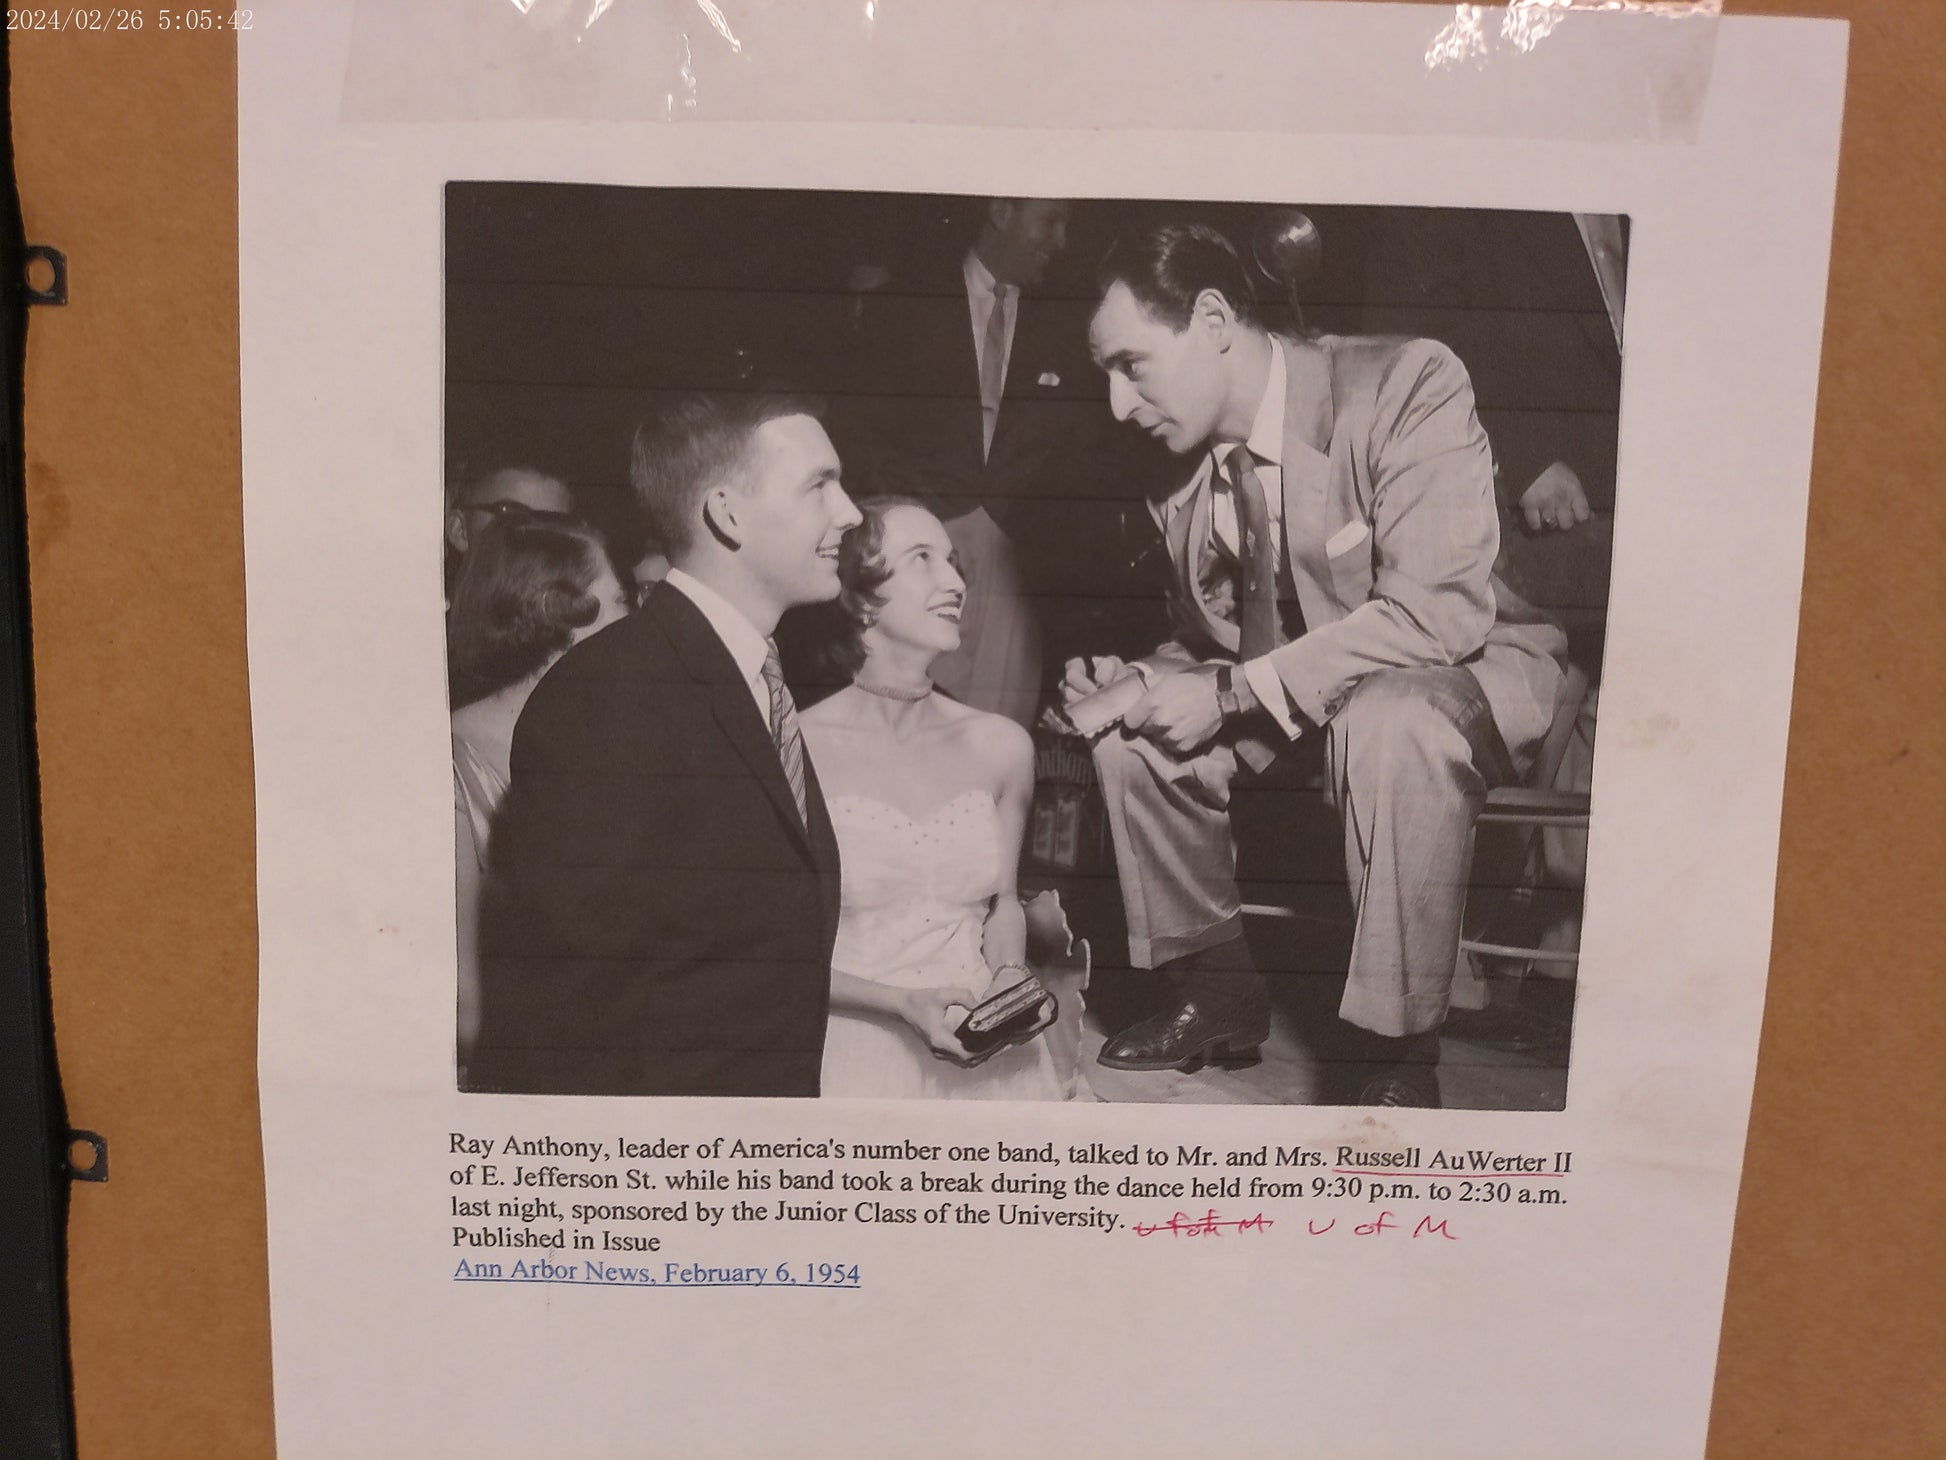 2024/02/26 5:05:42
Anthony
Ray Anthony, leader of America's number one band, talked to Mr. and Mrs. Russell AuWerter II
of E. Jefferson St. while his band took a break during the dance held from 9:30 p.m. to 2:30 a.m.
last night, sponsored by the Junior Class of the University. U of M
Published in Issue
Ann Arbor News, February 6, 1954